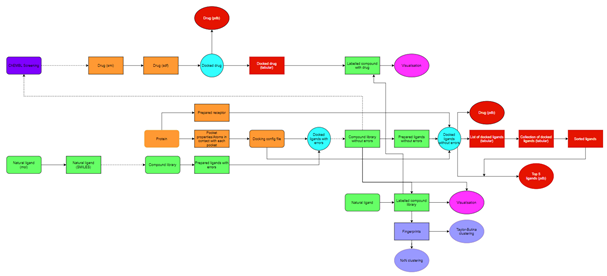 Drug (pdb)
Drug (smi)
Drug (sdf)
Docked drug
Docked drug
(tabular)
Labelled compound
with drug
Visualisation
Prepared receptor
Protein
Pocket
properties/Atoms in
contact with each
pocket
Docking config file
Docked
ligands with
errors
Compound library
without errors
Prepared ligands
without errors
Docked
ligands
without errors
Drug (pdb)
List of docked ligands
(tabular)
Collection of docked
ligands (tabular)
Sorted ligands
Natural ligand
(mol)
Natural ligand
(SMILES)
Compound library
Prepared ligands with
errors
Top 5
ligands (pdb)
Natural ligand
Labelled compound
library
Visualisation
Fingerprints
Taylor-Butina
clustering
NxN clustering